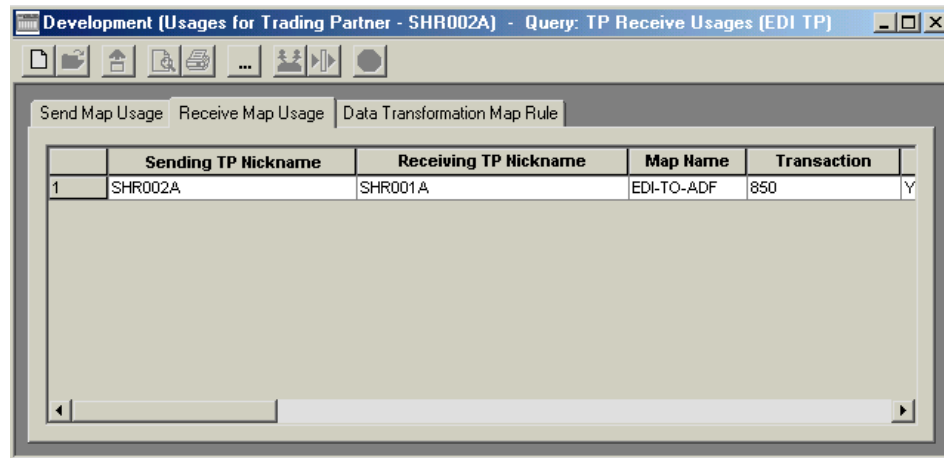 Development (Usages for Trading Partner - SHR002A) - Query: TP Receive Usages (EDI TP)
...
Send Map Usage Receive Map Usage Data Transformation Map Rule
Sending TP Nickname Receiving TP Nickname Map Name Transaction
1 SHR002A SHR001A EDI-TO-ADF 850 Y